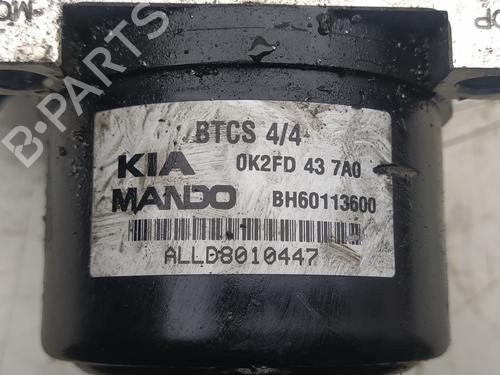 BTCS 4/4
KIA 0K2FD 43 7A0
MANDO BH60113600
ALLD8010447
B-PARTS